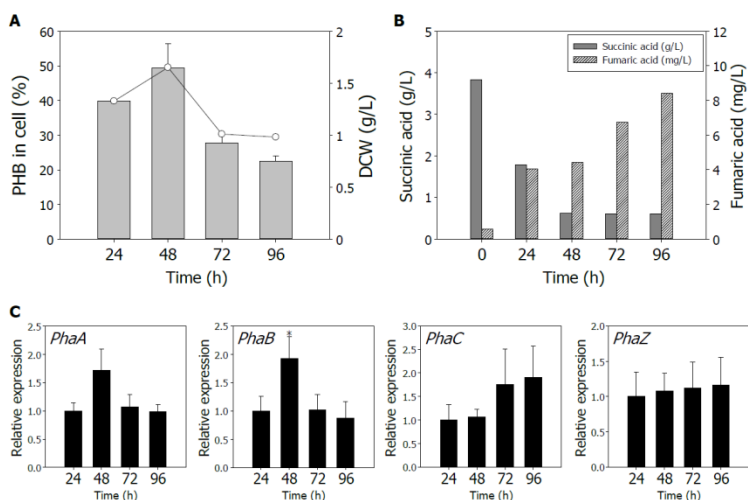 A
PHB in cell (%)
60
50
40
30
20
10
0
2
1.5
1
0.5
0
DCW (g/L)
24 48 72 96
Time (h)
B
Succinic acid (g/L)
5
4
3
2
1
0
Succinic acid (g/L)
Fumaric acid (mg/L)
12
10
8
6
4
2
0
Fumaric acid (mg/L)
0 24 48 72 96
Time (h)
C
PhaA
Relative expression
2.5
2.0
1.5
1.0
0.5
0.0
24 48 72 96
Time (h)
PhaB
Relative expression
2.5
2.0
1.5
1.0
0.5
0.0
*
24 48 72 96
Time (h)
PhaC
Relative expression
3.0
2.5
2.0
1.5
1.0
0.5
0.0
24 48 72 96
Time (h)
PhaZ
Relative expression
2.0
1.5
1.0
0.5
0.0
24 48 72 96
Time (h)